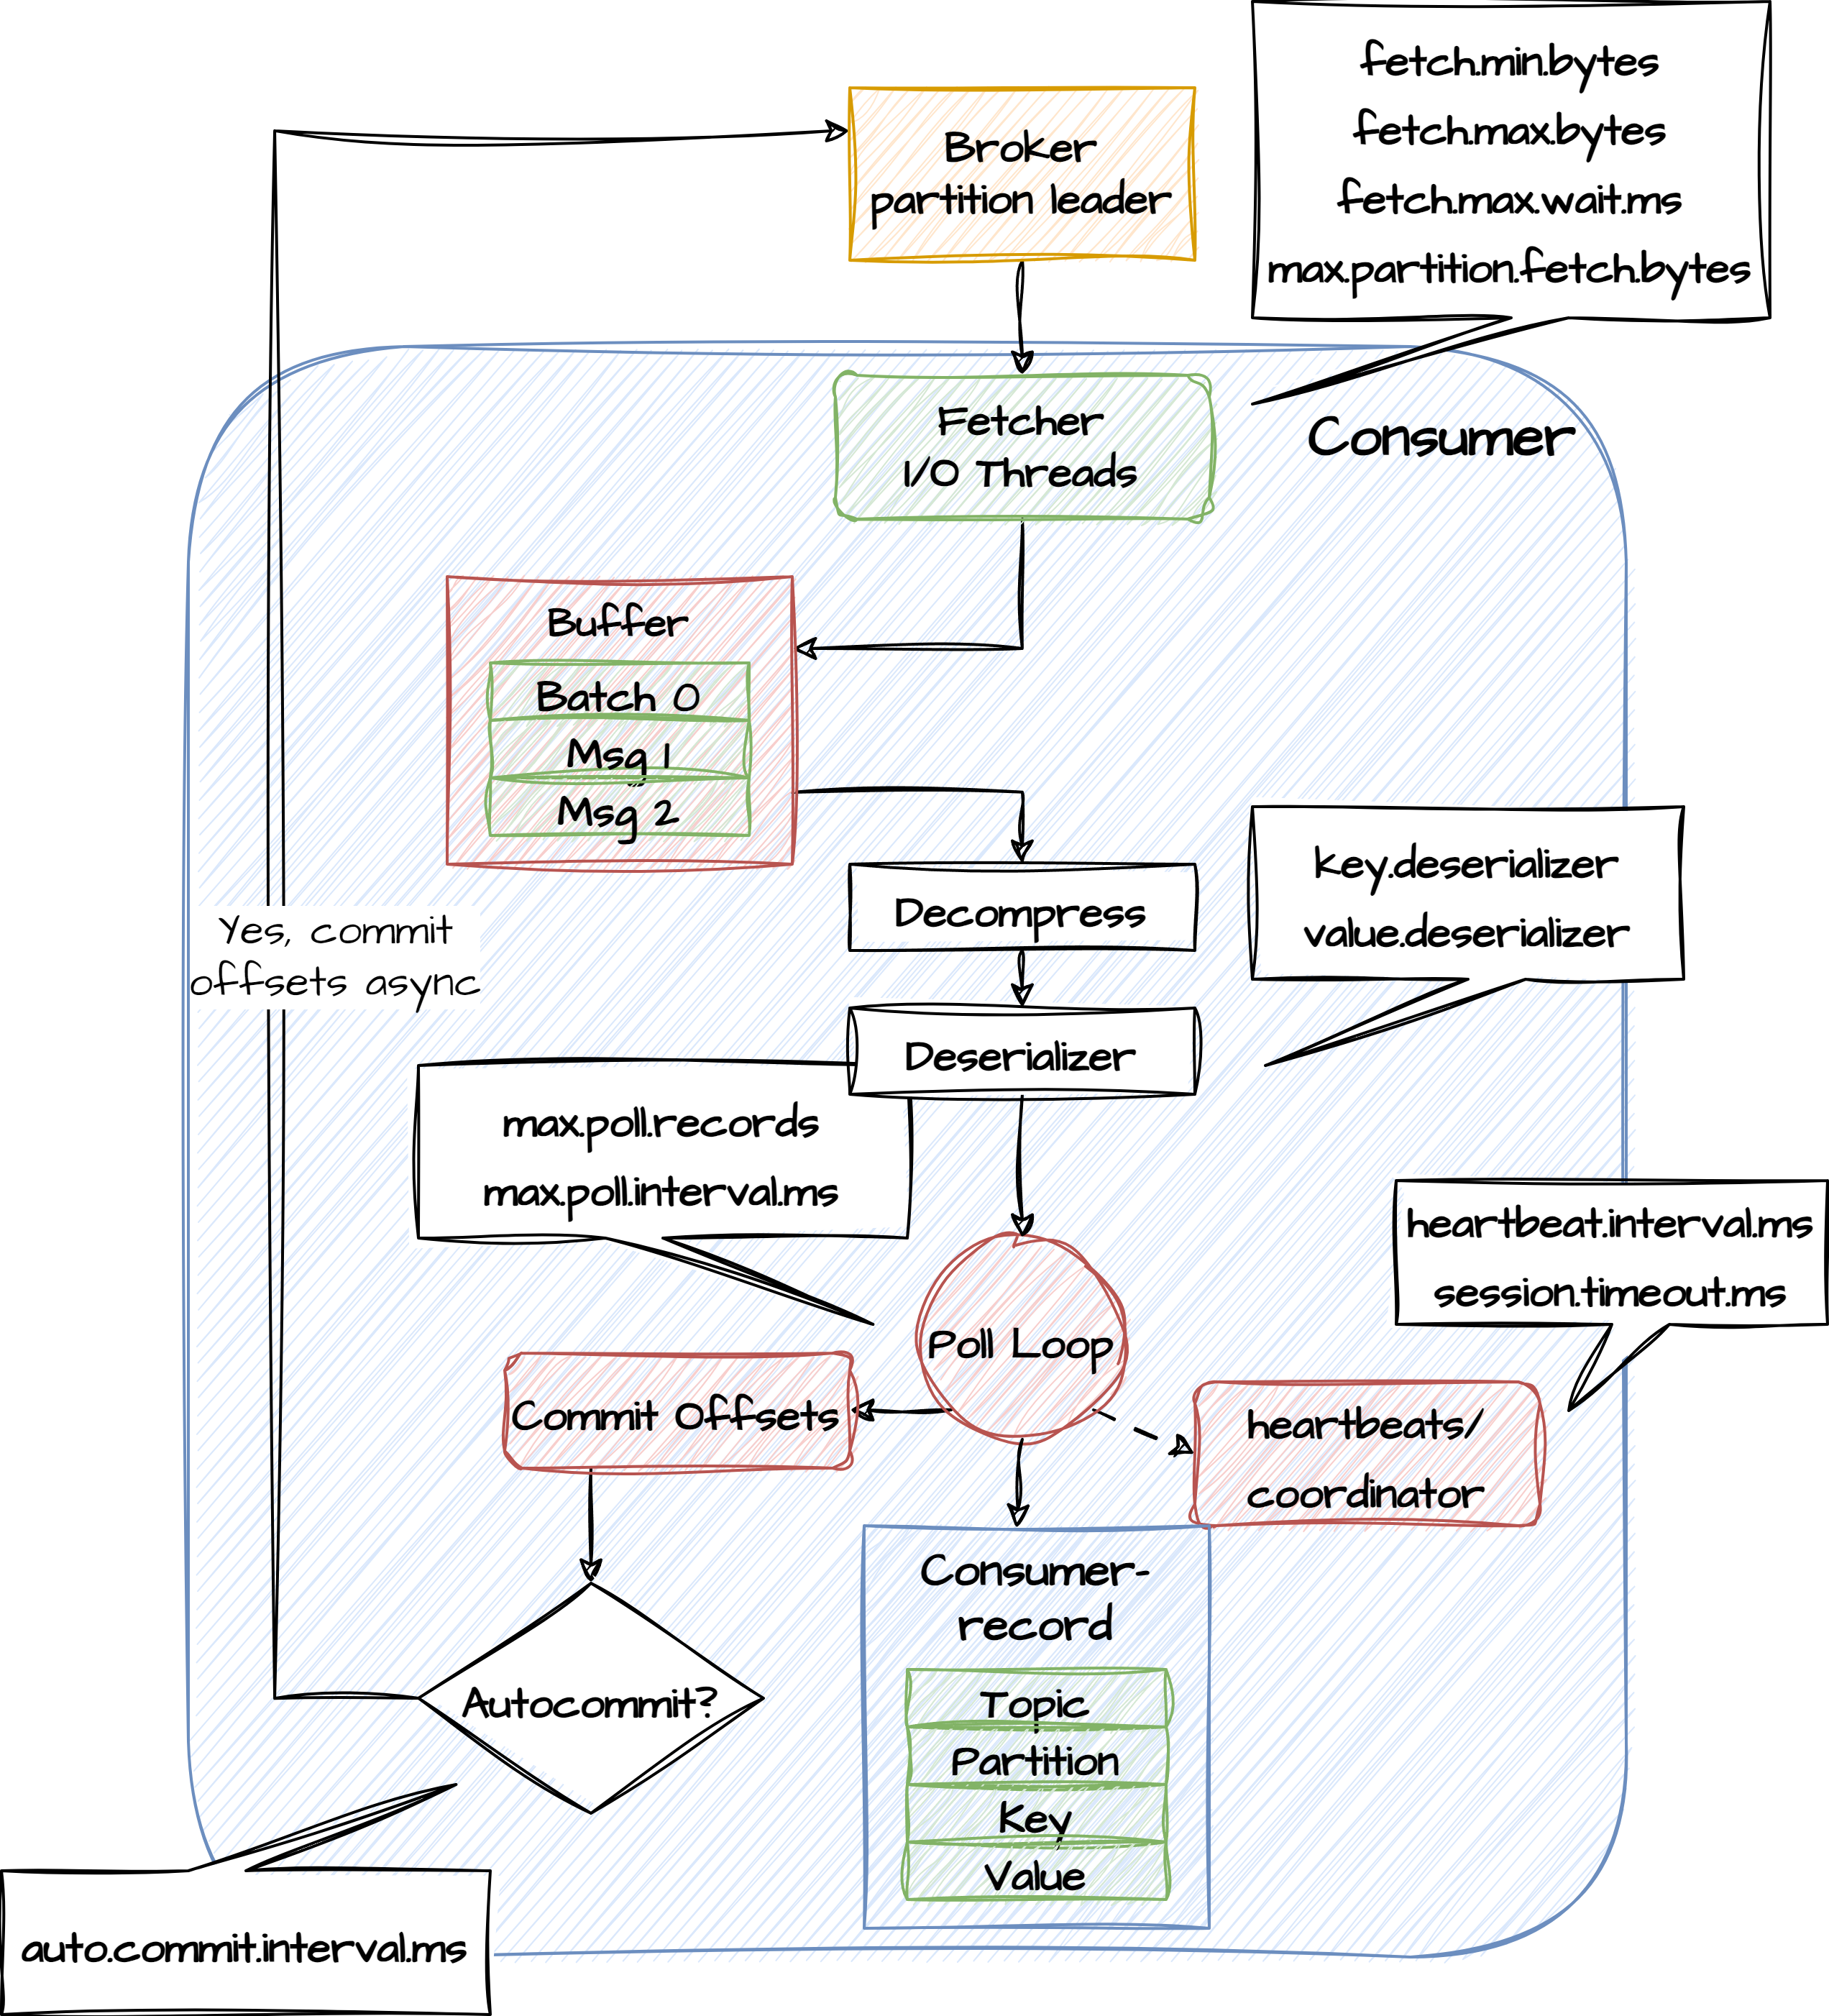 fetch.min.bytes
fetch.max.bytes
fetch.max.wait.ms
max.partition.fetch.bytes
Broker
partition leader
Fetcher
I/O Threads
Consumer
Buffer
Batch 0
Msg 1
Msg 2
Decompress
key.deserializer
value.deserializer
Yes, commit
offsets async
Deserializer
max.poll.records
max.poll.interval.ms
heartbeat.interval.ms
session.timeout.ms
Poll Loop
Commit Offsets
heartbeats/
coordinator
Consumer-
record
Autocommit?
Topic
Partition
Key
Value
auto.commit.interval.ms